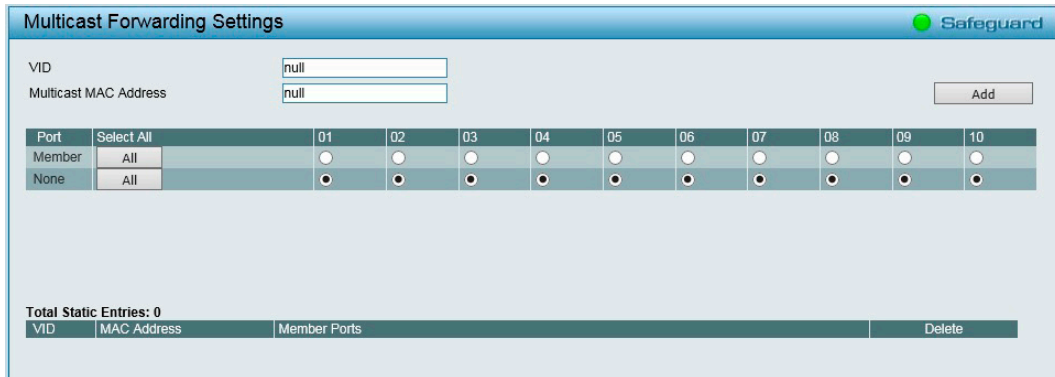 Multicast Forwarding Settings Safeguard
VID null
Multicast MAC Address null Add
Port Select All 01 02 03 04 05 06 07 08 09 10
Member All
None All
Total Static Entries: 0
VID MAC Address Member Ports Delete